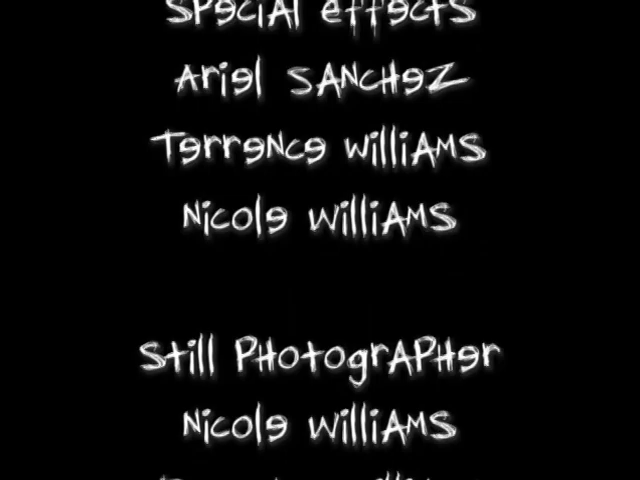 Special Effects
Ariel Sanchez
Terrence Williams
Nicole Williams
Still Photographer
Nicole Williams